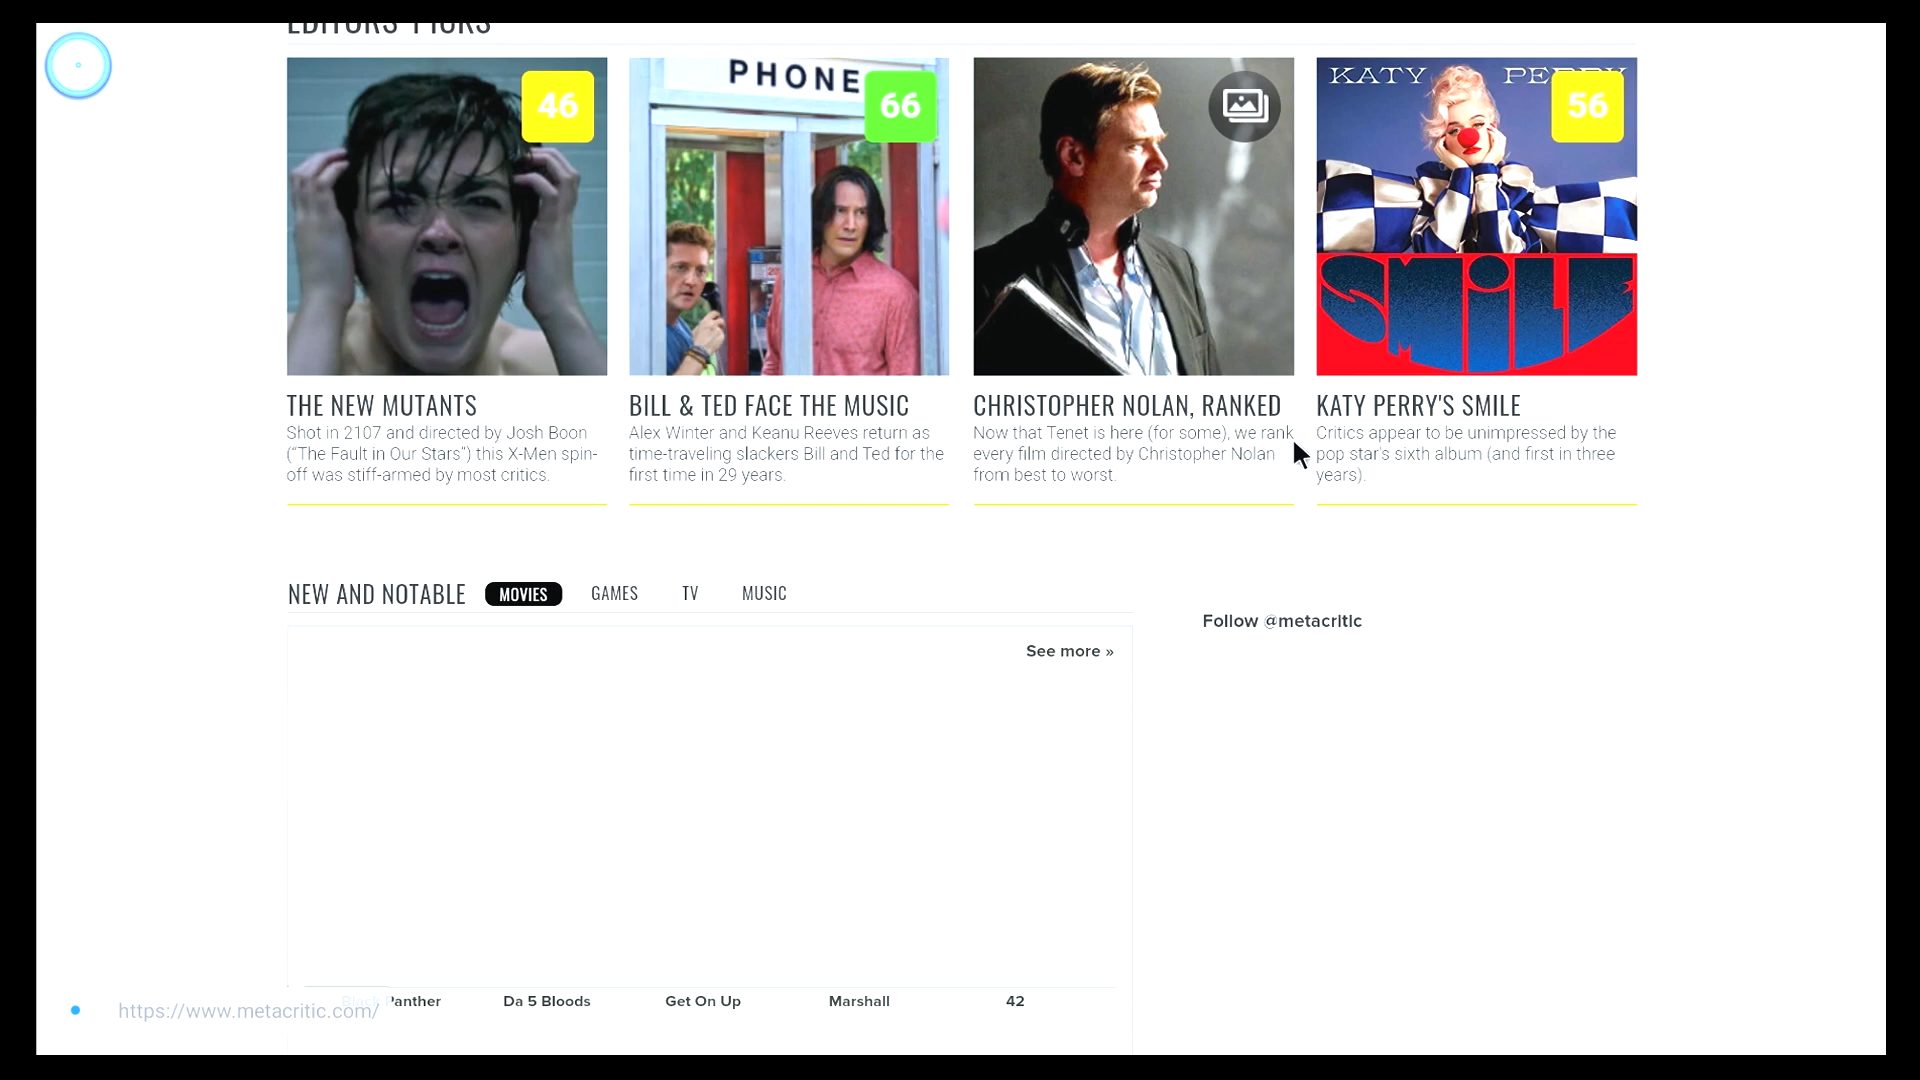 EDITORS' PICKS
46
PHONE
66
KATY PERRY
56
SMILE
THE NEW MUTANTS
Shot in 2107 and directed by Josh Boon
("The Fault in Our Stars") this X-Men spin-
off was stiff-armed by most critics.
BILL & TED FACE THE MUSIC
Alex Winter and Keanu Reeves return as
time-traveling slackers Bill and Ted for the
first time in 29 years.
CHRISTOPHER NOLAN, RANKED
Now that Tenet is here (for some), we rank
every film directed by Christopher Nolan
from best to worst.
KATY PERRY'S SMILE
Critics appear to be unimpressed by the
pop star's sixth album (and first in three
years).
NEW AND NOTABLE MOVIES GAMES TV MUSIC
Follow @metacritic
See more »
Black Panther Da 5 Bloods Get On Up Marshall 42
https://www.metacritic.com/